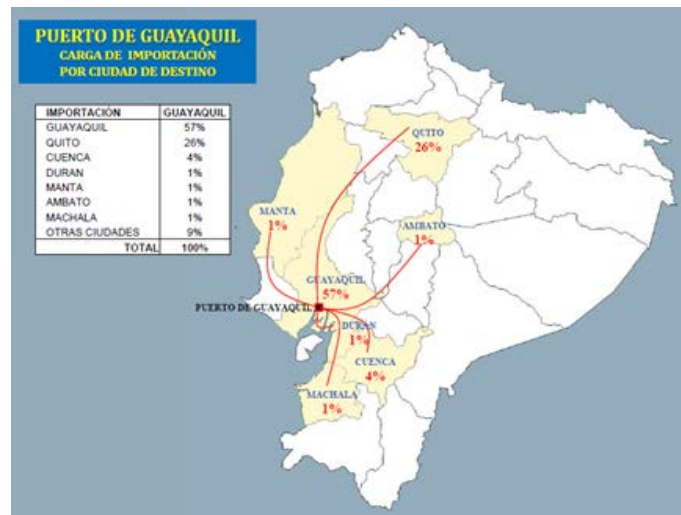 PUERTO DE GUAYAQUIL
CARGA DE IMPORTACIÓN
POR CIUDAD DE DESTINO
IMPORTACIÓN GUAYAQUIL
GUAYAQUIL 57%
QUITO 26%
CUENCA 4%
DURAN 1%
MANTA 1%
AMBATO 1%
MACHALA 1%
OTRAS CIUDADES 9%
TOTAL 100%
QUITO
26%
MANTA
1%
AMBATO
1%
GUAYAQUIL
57%
PUERTO DE GUAYAQUIL
DURAN
1%
CUENCA
4%
MACHALA
1%